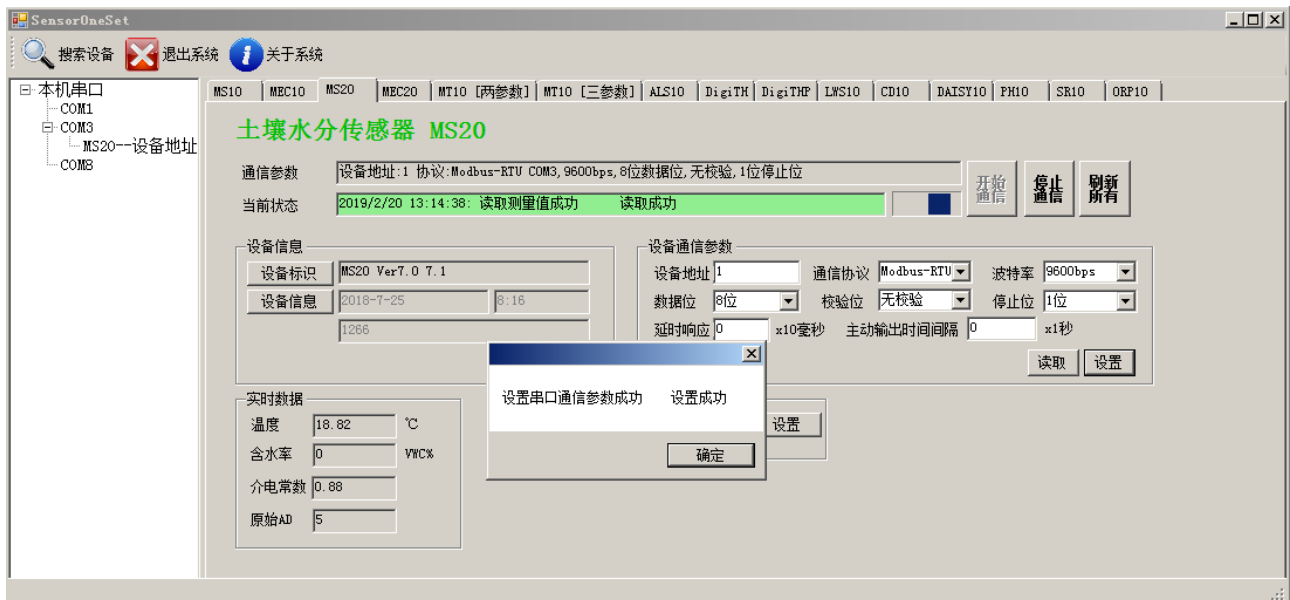 SensorOneSet
搜索设备 退出系统 关于系统
本机串口
COM1
COM3
MS20--设备地址
COM8
MS10 MEC10 MS20 MEC20 MT10 [两参数] MT10 [三参数] ALS10 DigiTH DigiTHP LWS10 CD10 DAISY10 PH10 SR10 ORP10
土壤水分传感器 MS20
通信参数 设备地址:1 协议:Modbus-RTU COM3,9600bps,8位数据位,无校验,1位停止位
当前状态 2019/2/20 13:14:38: 读取测量值成功 读取成功
开始通信 停止通信 刷新所有
设备信息
设备标识 MS20 Ver7.0 7.1
设备信息 2018-7-25 8:16
1266
设备通信参数
设备地址 1 通信协议 Modbus-RTU 波特率 9600bps
数据位 8位 校验位 无校验 停止位 1位
延时响应 0 x10毫秒 主动输出时间间隔 0 x1秒
读取 设置
设置串口通信参数成功 设置成功
确定
设置
实时数据
温度 18.82 ℃
含水率 0 VWC%
介电常数 0.88
原始AD 5